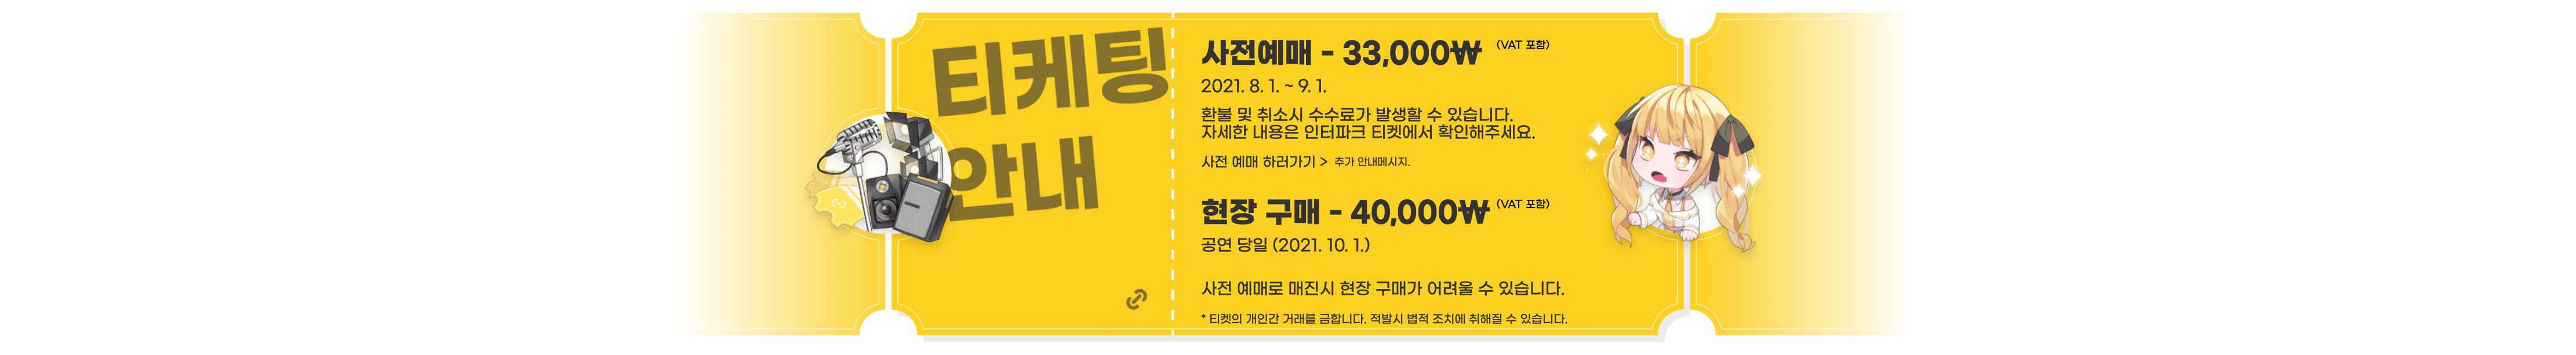 티케팅
안내
사전예매 - 33,000₩ (VAT 포함)
2021. 8. 1. ~ 9. 1.
환불 및 취소시 수수료가 발생할 수 있습니다.
자세한 내용은 인터파크 티켓에서 확인해주세요.
사전 예매 하러가기 > 추가 안내메시지.
현장 구매 - 40,000₩ (VAT 포함)
공연 당일 (2021. 10. 1.)
사전 예매로 매진시 현장 구매가 어려울 수 있습니다.
* 티켓의 개인간 거래를 금합니다. 적발시 법적 조치에 취해질 수 있습니다.